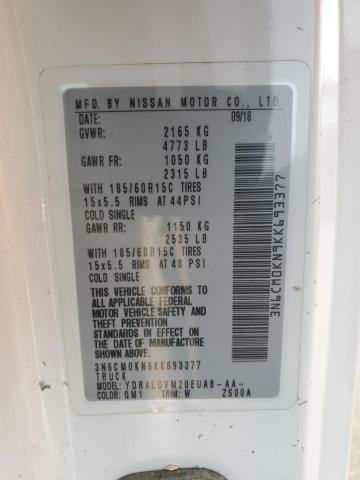 MFD. BY NISSAN MOTOR CO., LTD.
DATE: 09/18
GVWR: 2165 KG
4773 LB
GAWR FR: 1050 KG
2315 LB
WITH 185/60R15C TIRES
15x5.5 RIMS AT 44PSI
COLD SINGLE
GAWR RR: 1150 KG
2535 LB
WITH 185/60R15C TIRES
15x5.5 RIMS AT 48 PSI
COLD SINGLE
THIS VEHICLE CONFORMS TO
ALL APPLICABLE FEDERAL
MOTOR VEHICLE SAFETY AND
THEFT PREVENTION
STANDARDS IN EFFECT ON
THE DATE OF MANUFACTURE
SHOWN ABOVE.
3N6CM0KN9KK693377
TRUCK
MODEL: YDRALDVM20EUAB-AA-
COLOR: QM1 TRIM: W ZS00A
3N6CM0KN9KK693377